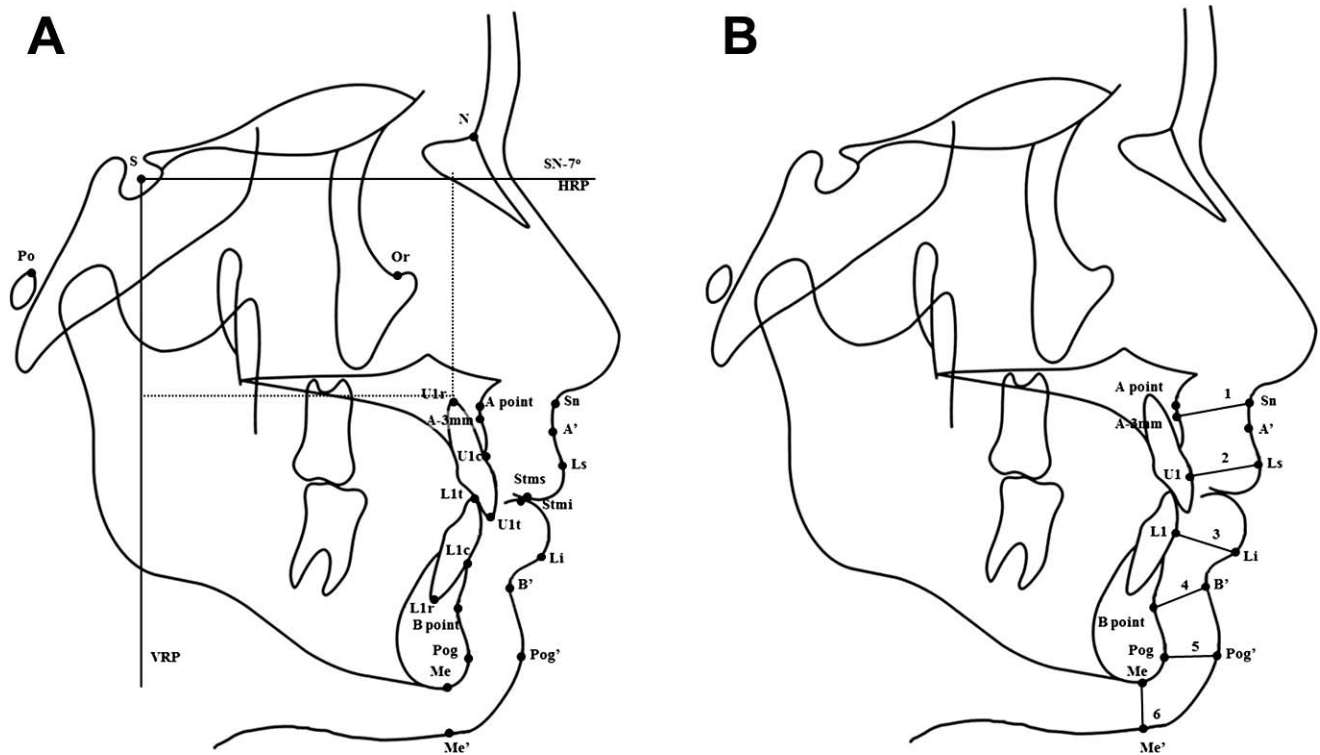 A
N
SN-7º
HRP
S
Po
Or
U1r
A point
Sn
A-3mm
A’
U1c
Ls
Stms
L1t
Stmi
U1t
L1c
Li
B’
L1r
B point
Pog
Pog’
Me
VRP
Me’
B
A point
1
Sn
A-3mm
A’
2
Ls
U1
L1
3
Li
4
B’
B point
Pog
5
Pog’
Me
6
Me’